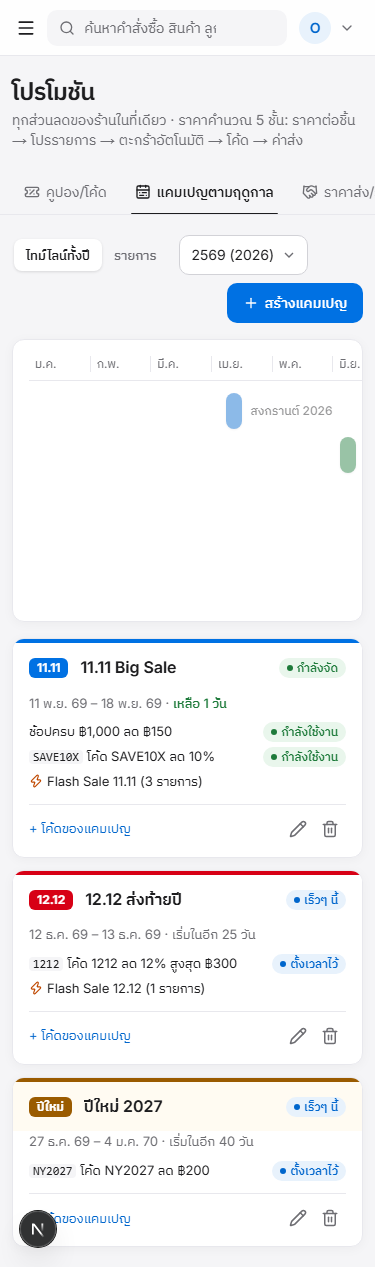 ค้นหาคำสั่งซื้อ สินค้า ลูก
O
โปรโมชัน
ทุกส่วนลดของร้านในที่เดียว · ราคาคำนวณ 5 ชั้น: ราคาต่อชิ้น
→ โปรรายการ → ตะกร้าอัตโนมัติ → โค้ด → ค่าส่ง
คูปอง/โค้ด แคมเปญตามฤดูกาล ราคาส่ง/
ไทม์ไลน์ทั้งปี รายการ 2569 (2026)
+ สร้างแคมเปญ
ม.ค. ก.พ. มี.ค. เม.ย. พ.ค. มิ.ย.
สงกรานต์ 2026
11.11 11.11 Big Sale กำลังจัด
11 พ.ย. 69 – 18 พ.ย. 69 · เหลือ 1 วัน
ช้อปครบ ฿1,000 ลด ฿150 กำลังใช้งาน
SAVE10X โค้ด SAVE10X ลด 10% กำลังใช้งาน
Flash Sale 11.11 (3 รายการ)
+ โค้ดของแคมเปญ
12.12 12.12 ส่งท้ายปี เร็วๆ นี้
12 ธ.ค. 69 – 13 ธ.ค. 69 · เริ่มในอีก 25 วัน
1212 โค้ด 1212 ลด 12% สูงสุด ฿300 ตั้งเวลาไว้
Flash Sale 12.12 (1 รายการ)
+ โค้ดของแคมเปญ
ปีใหม่ ปีใหม่ 2027 เร็วๆ นี้
27 ธ.ค. 69 – 4 ม.ค. 70 · เริ่มในอีก 40 วัน
NY2027 โค้ด NY2027 ลด ฿200 ตั้งเวลาไว้
N ของแคมเปญ